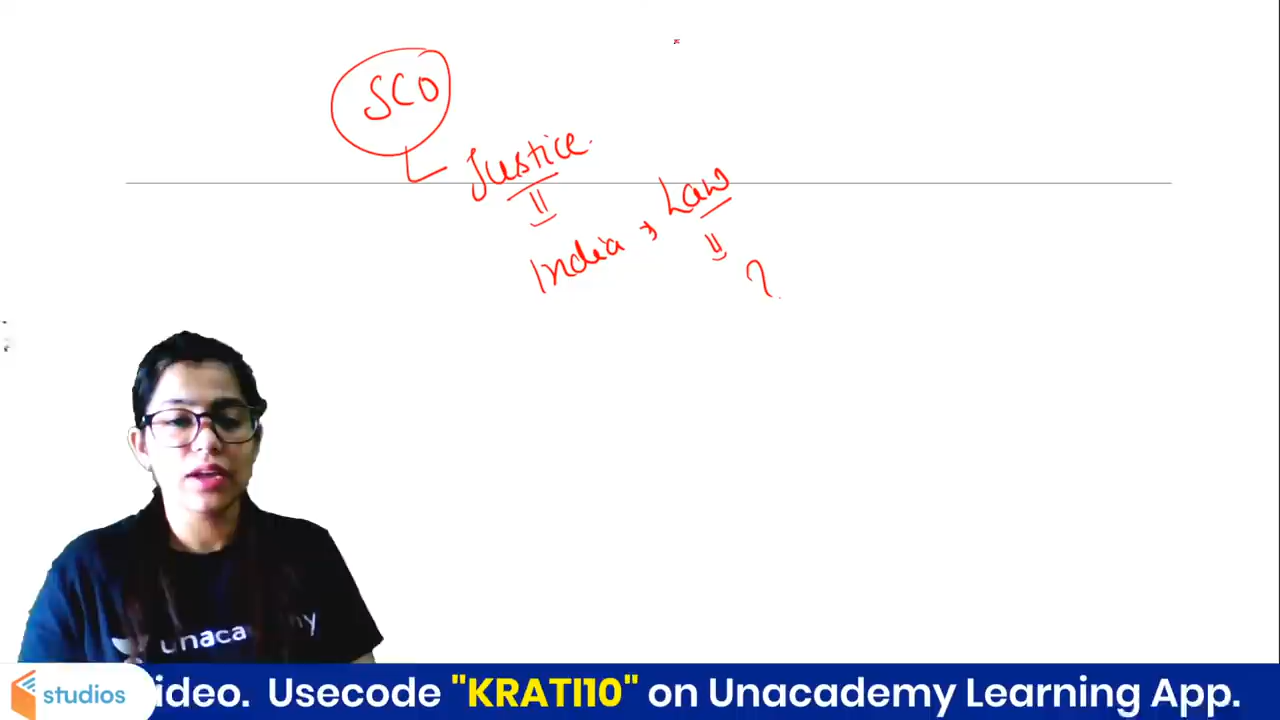 SCO
Justice.
Law
India
?
unacademy
studios
ideo. Usecode "KRATI10" on Unacademy Learning App.